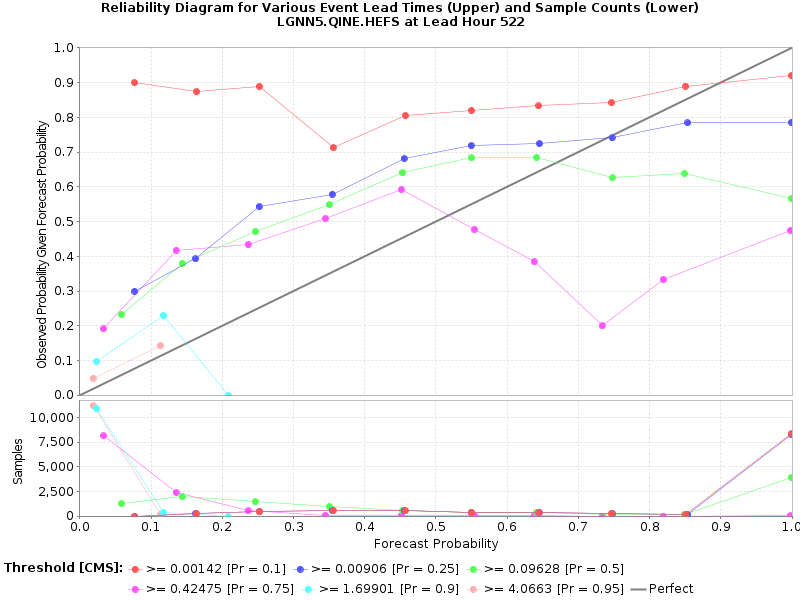 Reliability Diagram for Various Event Lead Times (Upper) and Sample Counts (Lower)
LGNN5.QINE.HEFS at Lead Hour 522
Observed Probability Given Forecast Probability
1.0
0.9
0.8
0.7
0.6
0.5
0.4
0.3
0.2
0.1
0.0
Samples
10,000
7,500
5,000
2,500
0
0.0 0.1 0.2 0.3 0.4 0.5 0.6 0.7 0.8 0.9 1.0
Forecast Probability
Threshold [CMS]: >= 0.00142 [Pr = 0.1] >= 0.00906 [Pr = 0.25] >= 0.09628 [Pr = 0.5]
>= 0.42475 [Pr = 0.75] >= 1.69901 [Pr = 0.9] >= 4.0663 [Pr = 0.95] Perfect